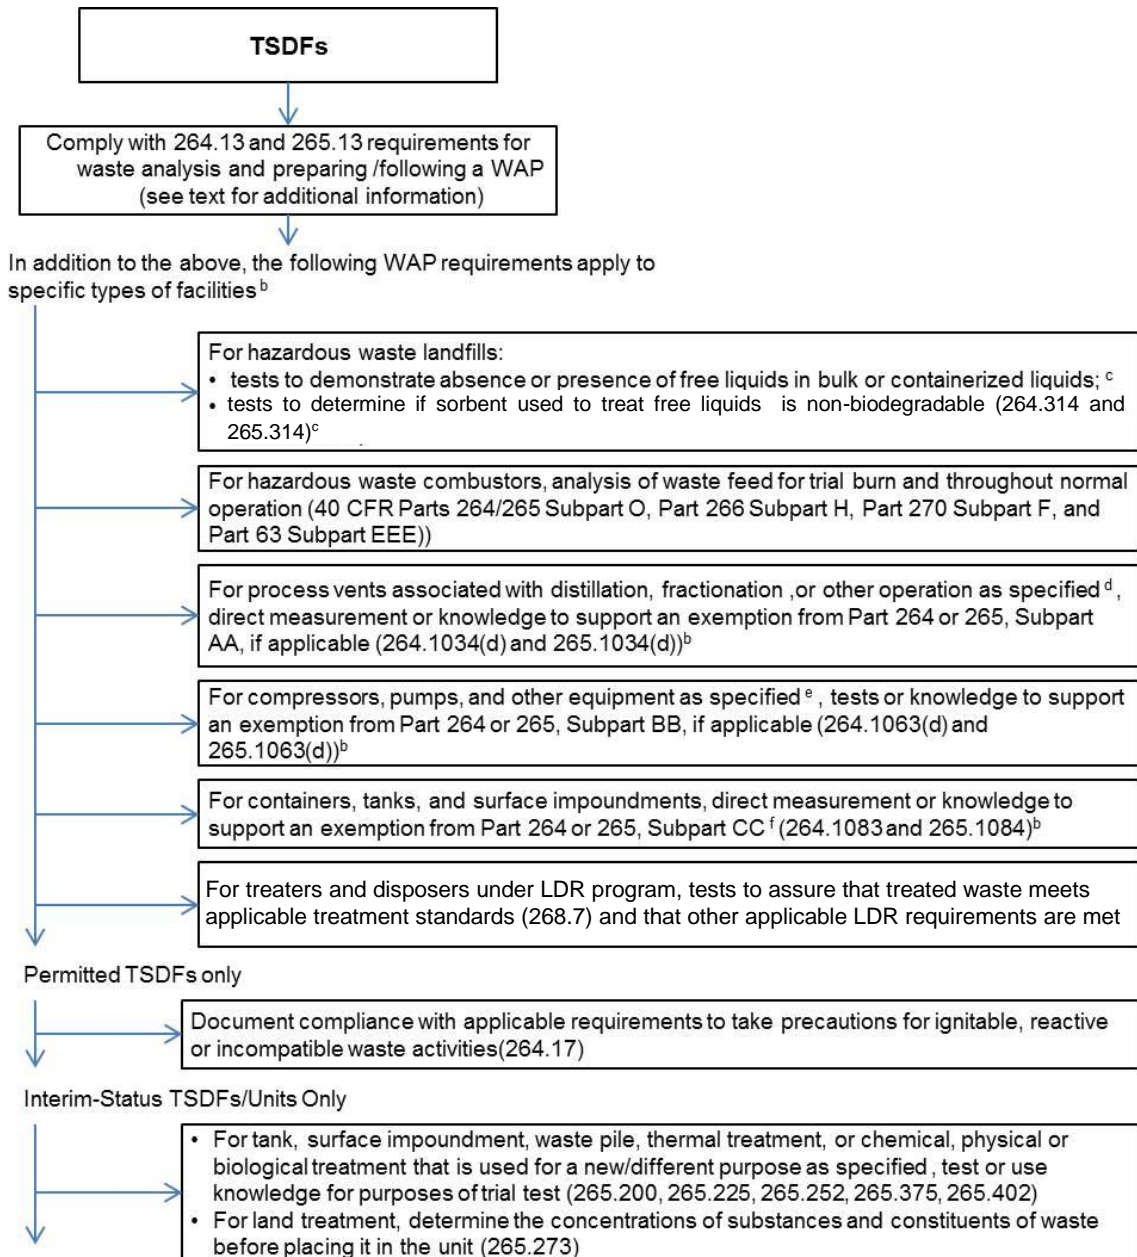 TSDFs
Comply with 264.13 and 265.13 requirements for
waste analysis and preparing /following a WAP
(see text for additional information)
In addition to the above, the following WAP requirements apply to
specific types of facilities b
For hazardous waste landfills:
• tests to demonstrate absence or presence of free liquids in bulk or containerized liquids; c
• tests to determine if sorbent used to treat free liquids is non-biodegradable (264.314 and
265.314)c
For hazardous waste combustors, analysis of waste feed for trial burn and throughout normal
operation (40 CFR Parts 264/265 Subpart O, Part 266 Subpart H, Part 270 Subpart F, and
Part 63 Subpart EEE))
For process vents associated with distillation, fractionation ,or other operation as specified d ,
direct measurement or knowledge to support an exemption from Part 264 or 265, Subpart
AA, if applicable (264.1034(d) and 265.1034(d))b
For compressors, pumps, and other equipment as specified e , tests or knowledge to support
an exemption from Part 264 or 265, Subpart BB, if applicable (264.1063(d) and
265.1063(d))b
For containers, tanks, and surface impoundments, direct measurement or knowledge to
support an exemption from Part 264 or 265, Subpart CC f (264.1083 and 265.1084)b
For treaters and disposers under LDR program, tests to assure that treated waste meets
applicable treatment standards (268.7) and that other applicable LDR requirements are met
Permitted TSDFs only
Document compliance with applicable requirements to take precautions for ignitable, reactive
or incompatible waste activities(264.17)
Interim-Status TSDFs/Units Only
• For tank, surface impoundment, waste pile, thermal treatment, or chemical, physical or
biological treatment that is used for a new/different purpose as specified , test or use
knowledge for purposes of trial test (265.200, 265.225, 265.252, 265.375, 265.402)
• For land treatment, determine the concentrations of substances and constituents of waste
before placing it in the unit (265.273)